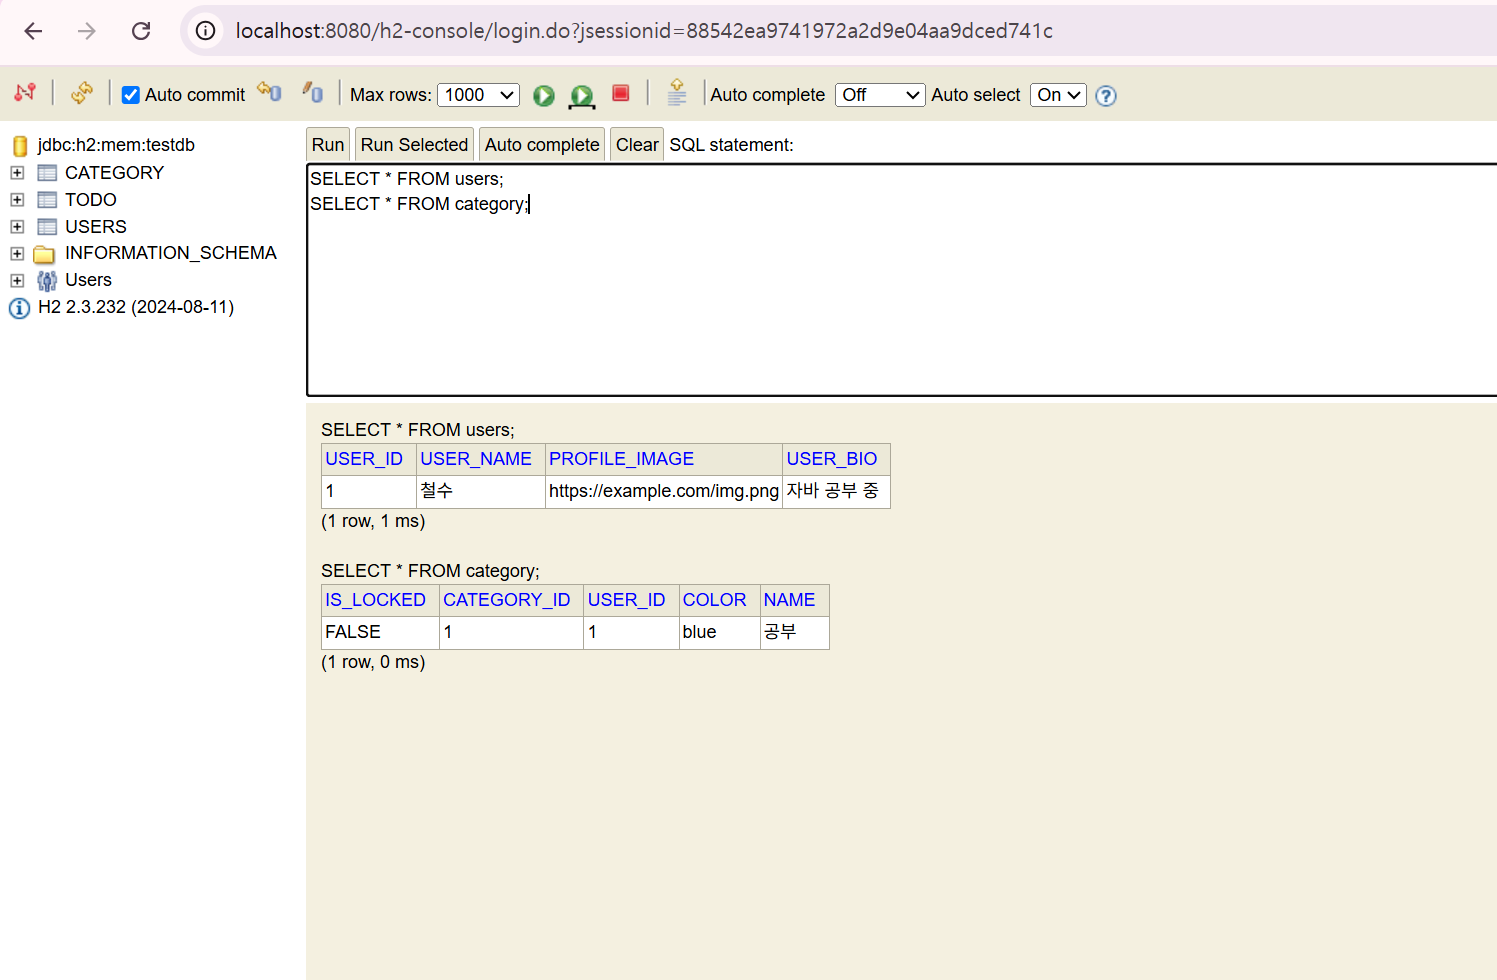 localhost:8080/h2-console/login.do?jsessionid=88542ea9741972a2d9e04aa9dced741c
Auto commit Max rows: 1000 Auto complete Off Auto select On ?
jdbc:h2:mem:testdb
CATEGORY
TODO
USERS
INFORMATION_SCHEMA
Users
H2 2.3.232 (2024-08-11)
Run Run Selected Auto complete Clear SQL statement:
SELECT * FROM users;
SELECT * FROM category;
SELECT * FROM users;
USER_ID USER_NAME PROFILE_IMAGE USER_BIO
1 철수 https://example.com/img.png 자바 공부 중
(1 row, 1 ms)
SELECT * FROM category;
IS_LOCKED CATEGORY_ID USER_ID COLOR NAME
FALSE 1 1 blue 공부
(1 row, 0 ms)